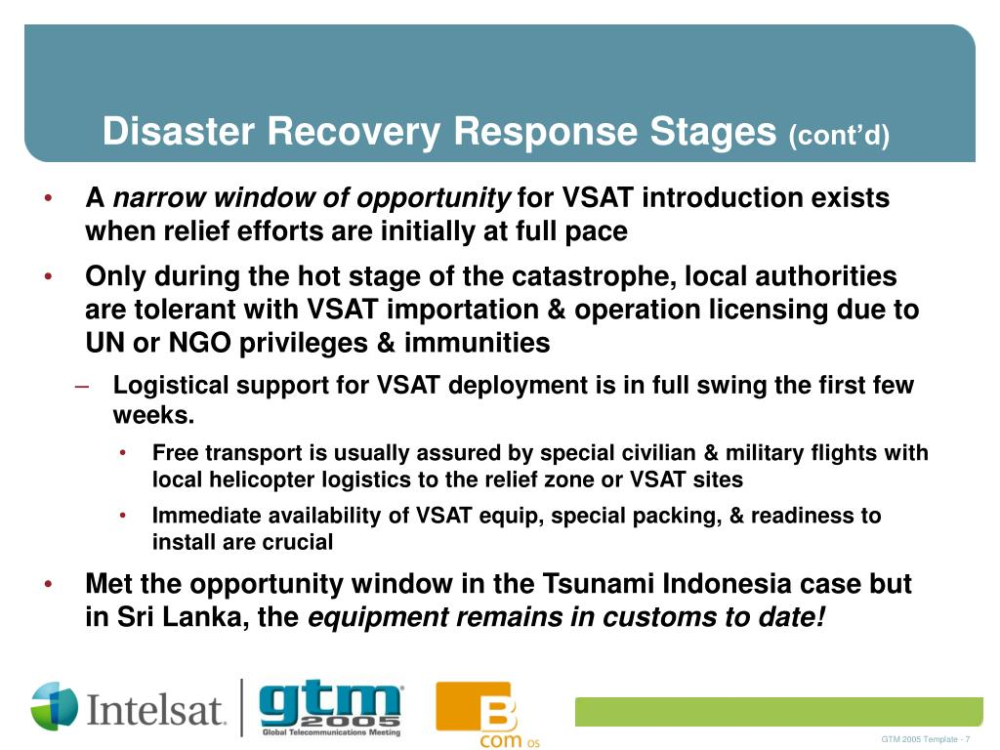 Disaster Recovery Response Stages (cont’d)
• A narrow window of opportunity for VSAT introduction exists
when relief efforts are initially at full pace
• Only during the hot stage of the catastrophe, local authorities
are tolerant with VSAT importation & operation licensing due to
UN or NGO privileges & immunities
– Logistical support for VSAT deployment is in full swing the first few
weeks.
• Free transport is usually assured by special civilian & military flights with
local helicopter logistics to the relief zone or VSAT sites
• Immediate availability of VSAT equip, special packing, & readiness to
install are crucial
• Met the opportunity window in the Tsunami Indonesia case but
in Sri Lanka, the equipment remains in customs to date!
Intelsat.
gtm
2005
Global Telecommunications Meeting
B
com os
GTM 2005 Template - 7